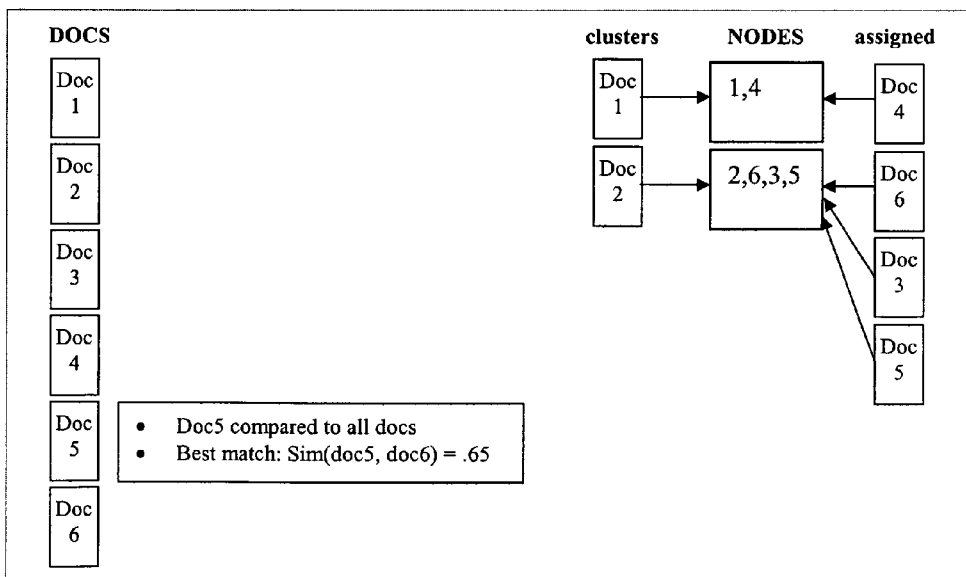 DOCS
Doc
1
Doc
2
Doc
3
Doc
4
Doc
5
Doc
6
• Doc5 compared to all docs
• Best match: Sim(doc5, doc6) = .65
clusters NODES assigned
Doc
1
1,4
Doc
4
Doc
2
2,6,3,5
Doc
6
Doc
3
Doc
5